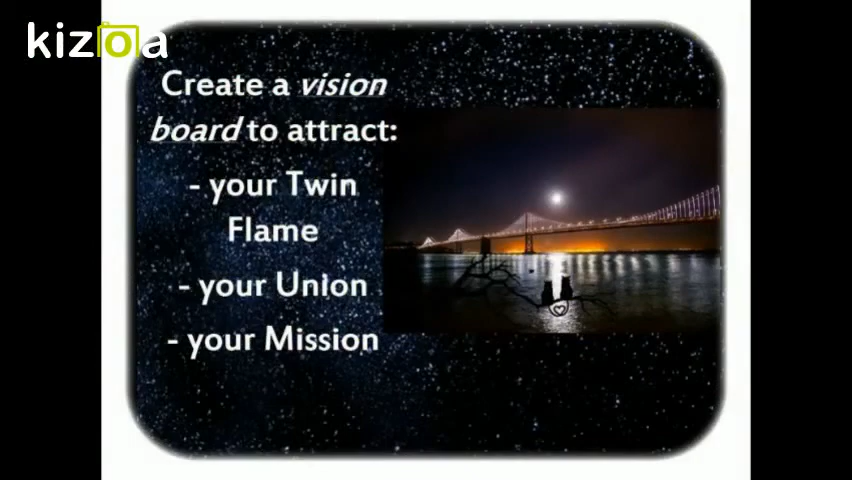 kizoa
Create a vision
board to attract:
- your Twin
Flame
- your Union
- your Mission